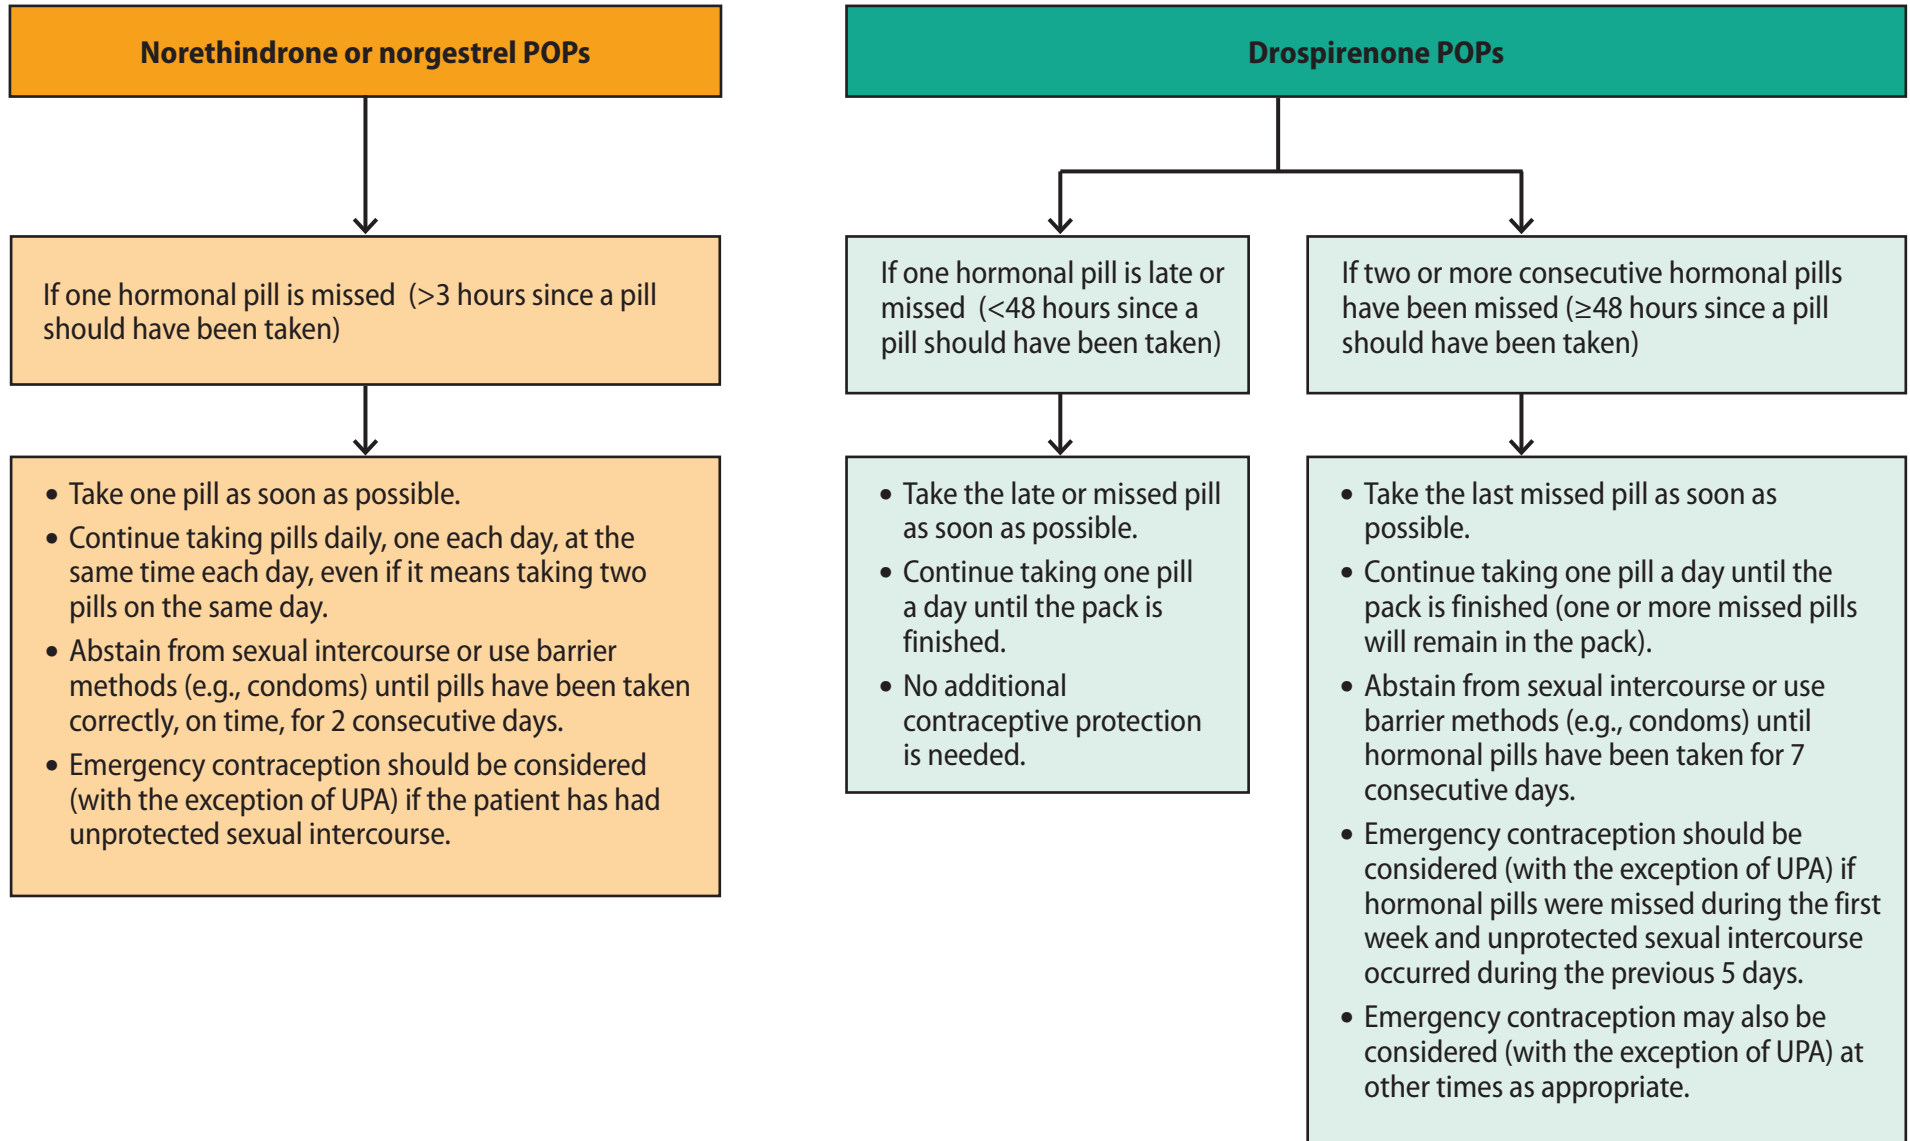 Norethindrone or norgestrel POPs
If one hormonal pill is missed (>3 hours since a pill
should have been taken)
• Take one pill as soon as possible.
• Continue taking pills daily, one each day, at the
same time each day, even if it means taking two
pills on the same day.
• Abstain from sexual intercourse or use barrier
methods (e.g., condoms) until pills have been taken
correctly, on time, for 2 consecutive days.
• Emergency contraception should be considered
(with the exception of UPA) if the patient has had
unprotected sexual intercourse.
Drospirenone POPs
If one hormonal pill is late or
missed (<48 hours since a
pill should have been taken)
• Take the late or missed pill
as soon as possible.
• Continue taking one pill
a day until the pack is
finished.
• No additional
contraceptive protection
is needed.
If two or more consecutive hormonal pills
have been missed (≥48 hours since a pill
should have been taken)
• Take the last missed pill as soon as
possible.
• Continue taking one pill a day until the
pack is finished (one or more missed pills
will remain in the pack).
• Abstain from sexual intercourse or use
barrier methods (e.g., condoms) until
hormonal pills have been taken for 7
consecutive days.
• Emergency contraception should be
considered (with the exception of UPA) if
hormonal pills were missed during the first
week and unprotected sexual intercourse
occurred during the previous 5 days.
• Emergency contraception may also be
considered (with the exception of UPA) at
other times as appropriate.